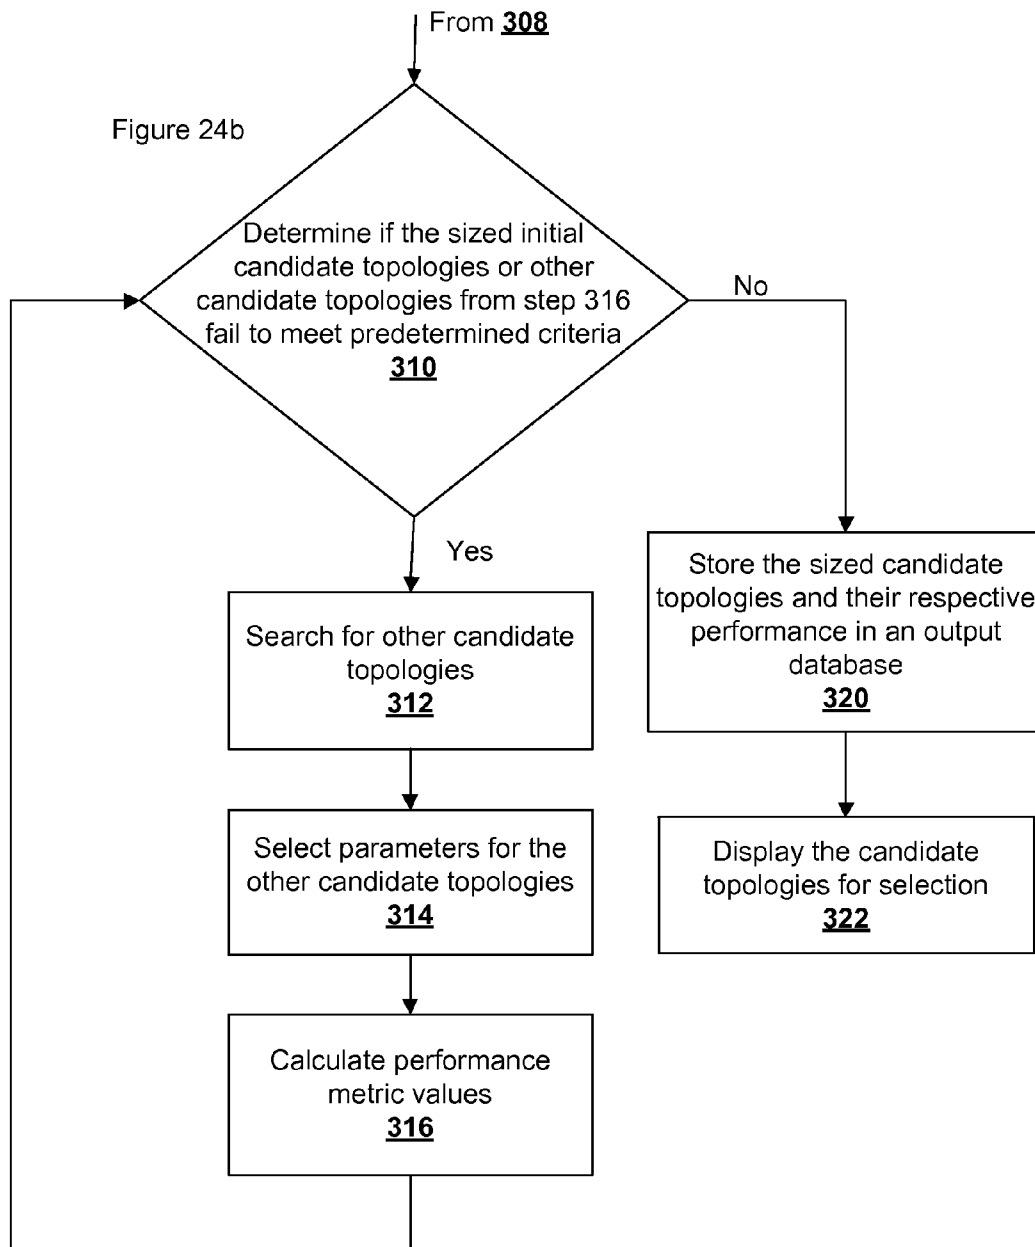 From 308
Figure 24b
Determine if the sized initial
candidate topologies or other
candidate topologies from step 316
fail to meet predetermined criteria
310
No
Yes
Search for other candidate
topologies
312
Select parameters for the
other candidate topologies
314
Calculate performance
metric values
316
Store the sized candidate
topologies and their respective
performance in an output
database
320
Display the candidate
topologies for selection
322